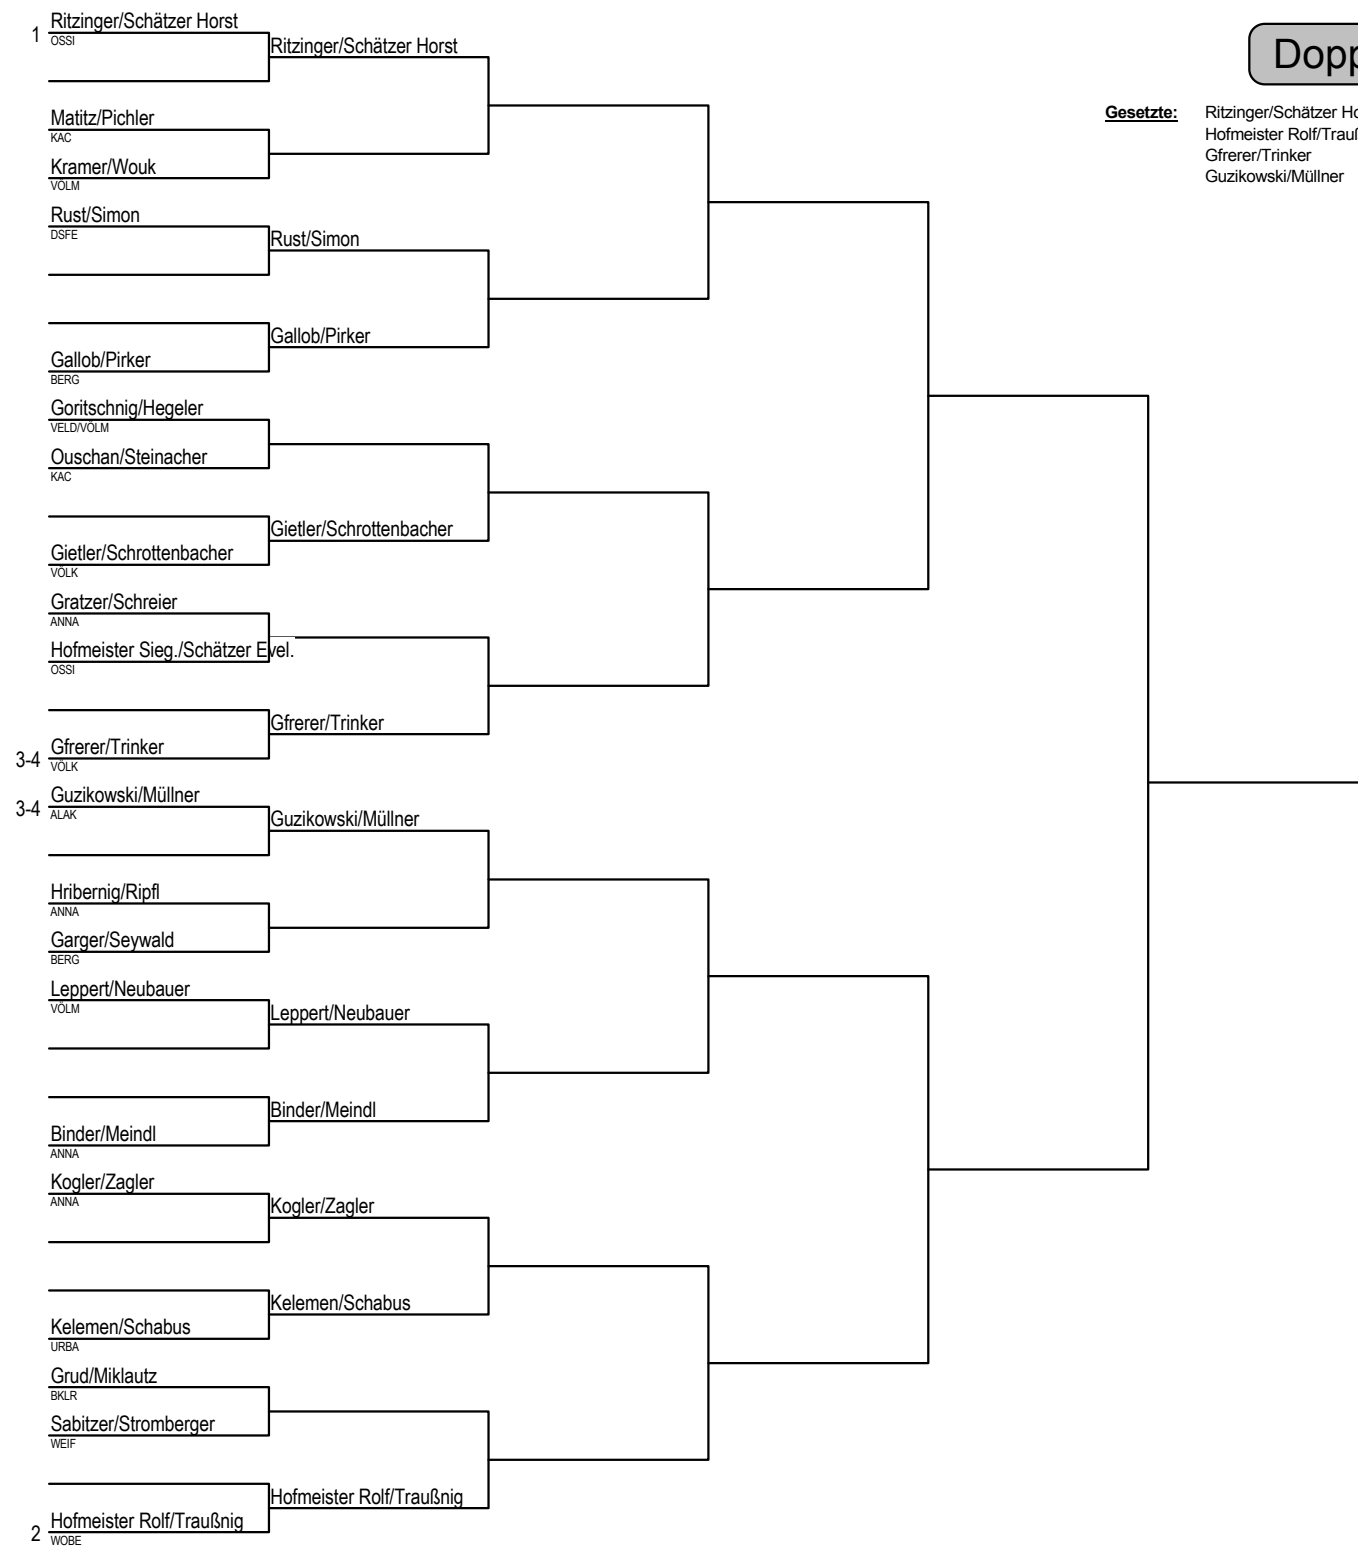 Ritzinger/Schätzer Horst
1
OSSI
Ritzinger/Schätzer Horst
Matitz/Pichler
KAC
Kramer/Wouk
VÖLM
Rust/Simon
DSFE
Rust/Simon
Gallob/Pirker
Gallob/Pirker
BERG
Goritschnig/Hegeler
VELD/VÖLM
Ouschan/Steinacher
KAC
Gietler/Schrottenbacher
Gietler/Schrottenbacher
VÖLK
Gratzer/Schreier
ANNA
Hofmeister Sieg./Schätzer Evel.
OSSI
Gfrerer/Trinker
Gfrerer/Trinker
3-4
VÖLK
Guzikowski/Müllner
3-4
ALAK
Guzikowski/Müllner
Hribernig/Ripfl
ANNA
Garger/Seywald
BERG
Leppert/Neubauer
VÖLM
Leppert/Neubauer
Binder/Meindl
Binder/Meindl
ANNA
Kogler/Zagler
ANNA
Kogler/Zagler
Kelemen/Schabus
Kelemen/Schabus
URBA
Grud/Miklautz
BKLR
Sabitzer/Stromberger
WEIF
Hofmeister Rolf/Traußnig
Hofmeister Rolf/Traußnig
2
WOBE
Dopp
Gesetzte: Ritzinger/Schätzer Ho
Hofmeister Rolf/Trauß
Gfrerer/Trinker
Guzikowski/Müllner